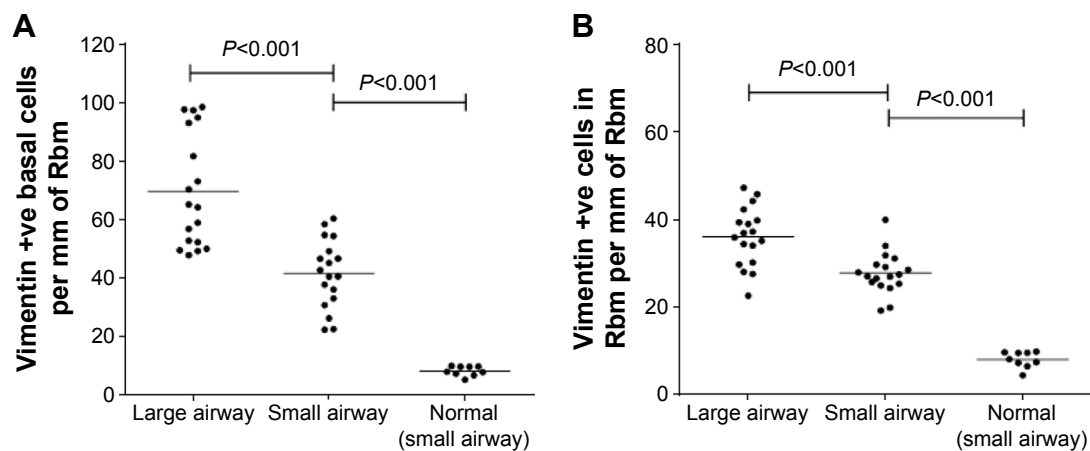 A
Vimentin +ve basal cells
per mm of Rbm
120
100
80
60
40
20
0
P<0.001
P<0.001
Large airway
Small airway
Normal
(small airway)
B
Vimentin +ve cells in
Rbm per mm of Rbm
80
60
40
20
0
P<0.001
P<0.001
Large airway
Small airway
Normal
(small airway)